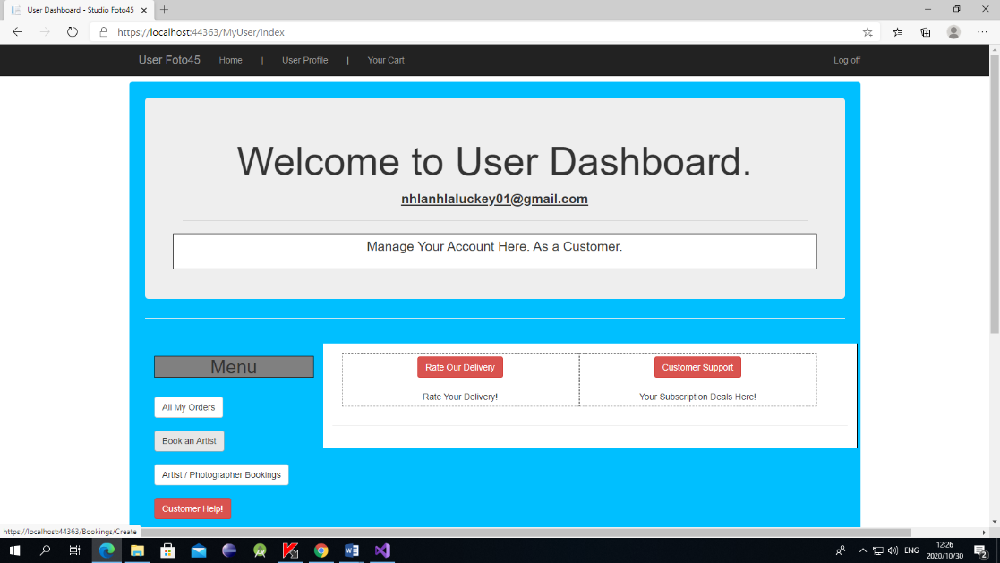 User Dashboard - Studio Foto45
https://localhost:44363/MyUser/Index
User Foto45 Home | User Profile | Your Cart Log off
Welcome to User Dashboard.
nhlanhlaluckey01@gmail.com
Manage Your Account Here. As a Customer.
Menu
All My Orders
Book an Artist
Artist / Photographer Bookings
Customer Help!
Rate Our Delivery
Rate Your Delivery!
Customer Support
Your Subscription Deals Here!
https://localhost:44363/Bookings/Create
ENG
12:26
2020/10/30
2